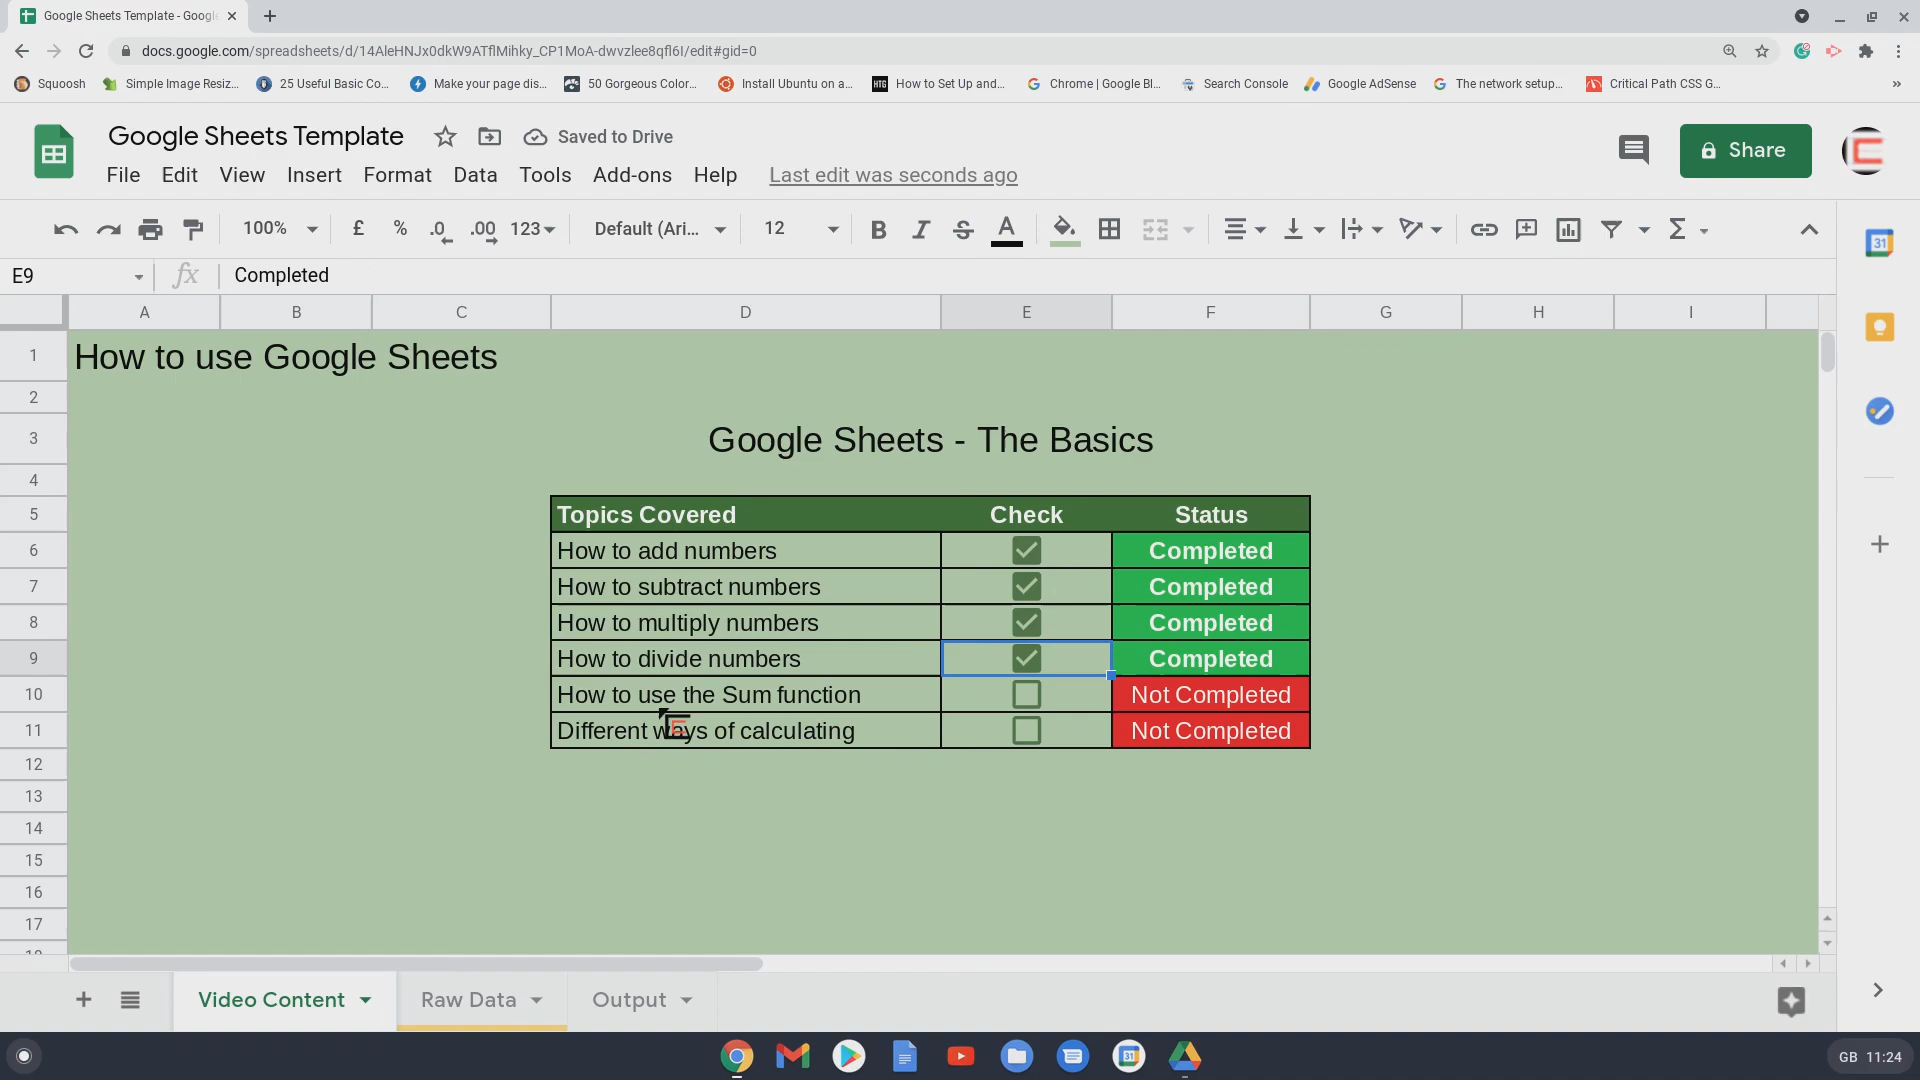 Google Sheets Template - Googl
docs.google.com/spreadsheets/d/14AleHNJx0dkW9ATflMihky_CP1MoA-dwvzlee8qfl6I/edit#gid=0
Squoosh Simple Image Resiz... 25 Useful Basic Co... Make your page dis... 50 Gorgeous Color... Install Ubuntu on a... HTG How to Set Up and... Chrome | Google Bl... Search Console Google AdSense The network setup... Critical Path CSS G... »
Google Sheets Template Saved to Drive
Share
File Edit View Insert Format Data Tools Add-ons Help Last edit was seconds ago
100% £ % .0 .00 123 Default (Ari... 12 B I S A Σ
31
E9 fx Completed
A B C D E F G H I
1 How to use Google Sheets
2
3 Google Sheets - The Basics
4
5 Topics Covered Check Status
6 How to add numbers Completed
7 How to subtract numbers Completed
8 How to multiply numbers Completed
9 How to divide numbers Completed
10 How to use the Sum function Not Completed
11 Different ways of calculating Not Completed
12
13
14
15
16
17
Video Content Raw Data Output
31
GB 11:24